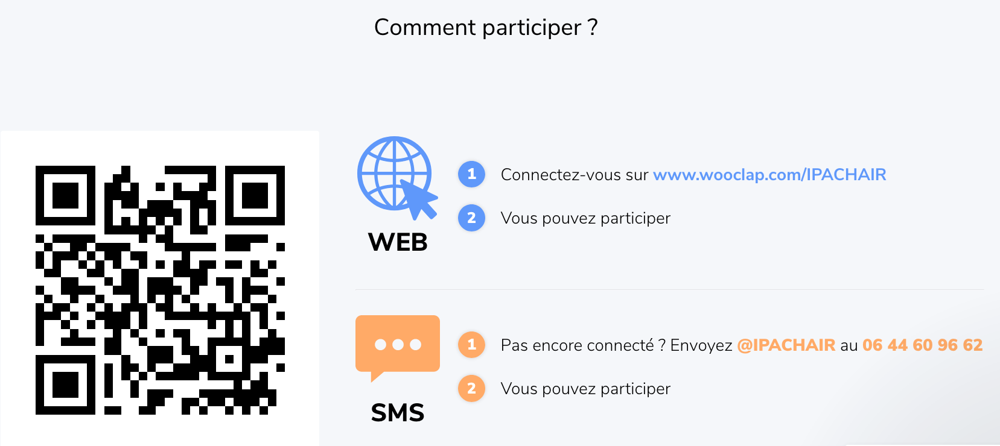 Comment participer ?
WEB
1 Connectez-vous sur www.wooclap.com/IPACHAIR
2 Vous pouvez participer
SMS
1 Pas encore connecté ? Envoyez @IPACHAIR au 06 44 60 96 62
2 Vous pouvez participer